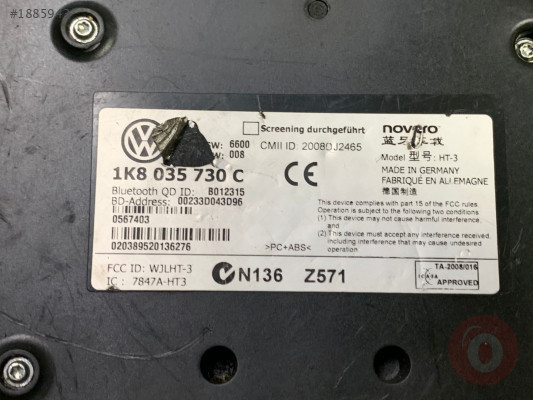 #18859
Screening durchgeführt
novero
SW: 6600
CMII ID: 2008DJ2465
HW: 008
Model 型号: HT-3
1K8 035 730 C
MADE IN GERMANY
FABRIQUÉ EN ALLEMAGNE
德国制造
Bluetooth QD ID: B012315
BD-Address: 00233D043D96
0567403
020389520136276
>PC+ABS<
This device complies with part 15 of the FCC rules.
Operation is subject to the following two conditions:
(1) This device may not cause harmful interference,
and
(2) This device must accept any interference received
including interference that may cause undesired
operation.
FCC ID: WJLHT-3
IC : 7847A-HT3
N136 Z571
TA-2008/016
APPROVED